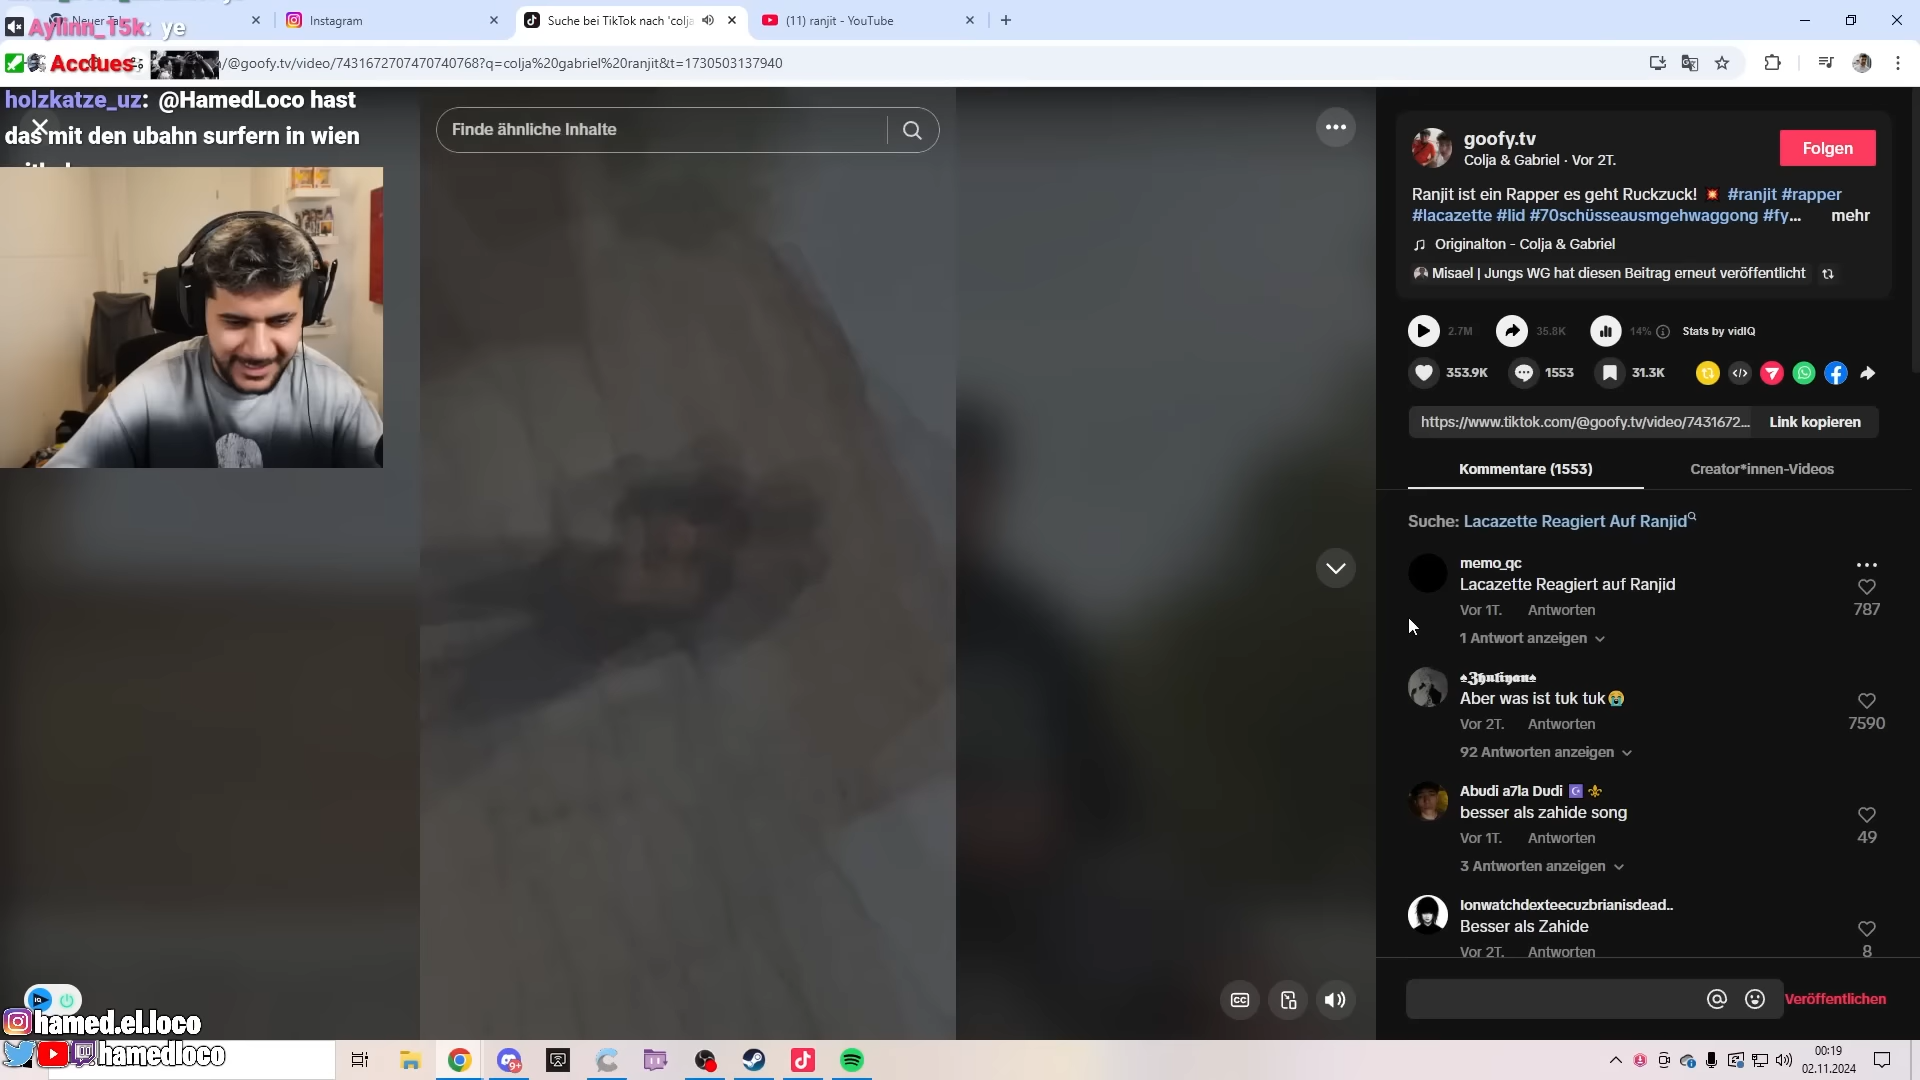 Neuer Tab
Instagram
Suche bei TikTok nach 'colja
(11) ranjit - YouTube
Aylinn_T5k: ye
Acclues:
/@goofy.tv/video/7431672707470740768?q=colja%20gabriel%20ranjit&t=1730503137940
holzkatze_uz: @HamedLoco hast
das mit den ubahn surfern in wien
Finde ähnliche Inhalte
goofy.tv
Colja & Gabriel · Vor 2T.
Folgen
Ranjit ist ein Rapper es geht Ruckzuck! 💥 #ranjit #rapper
#lacazette #lid #70schüsseausmgehwaggong #fy... mehr
Originalton - Colja & Gabriel
Misael | Jungs WG hat diesen Beitrag erneut veröffentlicht
2.7M
35.8K
14%
Stats by vidIQ
353.9K
1553
31.3K
https://www.tiktok.com/@goofy.tv/video/7431672...
Link kopieren
Kommentare (1553)
Creator*innen-Videos
Suche: Lacazette Reagiert Auf Ranjid
memo_qc
Lacazette Reagiert auf Ranjid
Vor 1T. Antworten
787
1 Antwort anzeigen
Aber was ist tuk tuk😭
Vor 2T. Antworten
7590
92 Antworten anzeigen
Abudi a7la Dudi ☪️ ⚜️
besser als zahide song
Vor 1T. Antworten
49
3 Antworten anzeigen
lonwatchdexteecuzbrianisdead..
Besser als Zahide
Vor 2T. Antworten
8
Veröffentlichen
hamed.el.loco
hamedloco
9+
00:19
02.11.2024